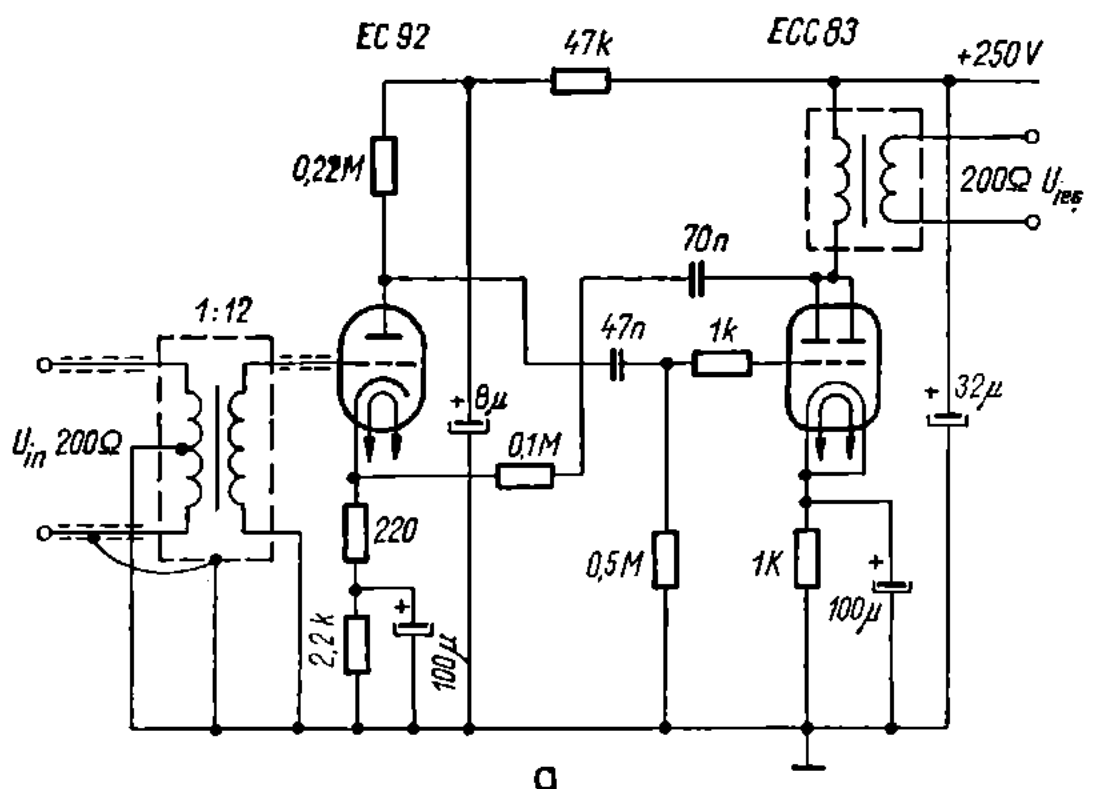 EC 92
47k
ECC 83
+250V
0,22M
200Ω
70n
1:12
47n
1k
+ 8µ
+ 32µ
U in 200Ω
0,1M
220
0,5M
1K
+
100µ
2,2k
+
100µ
a